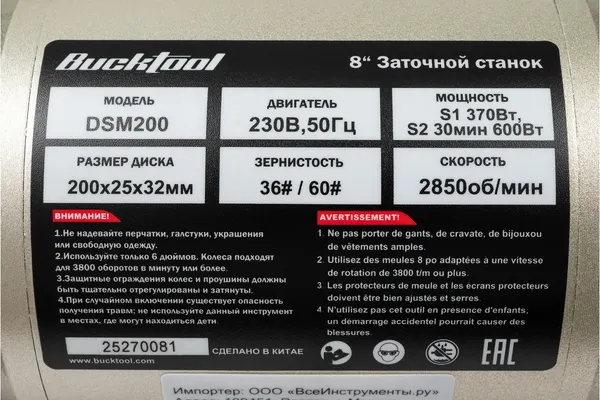 Bucktool
8“ Заточной станок
МОДЕЛЬ
DSM200
ДВИГАТЕЛЬ
230В,50Гц
МОЩНОСТЬ
S1 370Вт,
S2 30мин 600Вт
РАЗМЕР ДИСКА
200x25x32мм
ЗЕРНИСТОСТЬ
36# / 60#
СКОРОСТЬ
2850об/мин
ВНИМАНИЕ!
1.Не надевайте перчатки, галстуки, украшения
или свободную одежду.
2.Используйте только 6 дюймов. Колеса подходят
для 3800 оборотов в минуту или более.
3.Защитные ограждения колес и проушины должны
быть тщательно отрегулированы и затянуты.
4.При случайном включении существует опасность
получения травм; не используйте данный инструмент
в местах, где могут находиться дети
AVERTISSEMENT!
1. Ne pas porter de gants, de cravate, de bijouxou
de vêtements amples.
2. Utilisez des meules 8 po adaptées à une vitesse
de rotation de 3800 t/m ou plus.
3. Les protecteurs de meule et les écrans protecteurs
doivent être bien ajustés et serres.
4. N'utilisez pas cet outil en présence d'enfants;
un démarrage accidentel pourrait causer des
blessures.
25270081
СДЕЛАНО В КИТАЕ
www.bucktool.com
EAC
Импортер: ООО «ВсеИнструменты.ру»